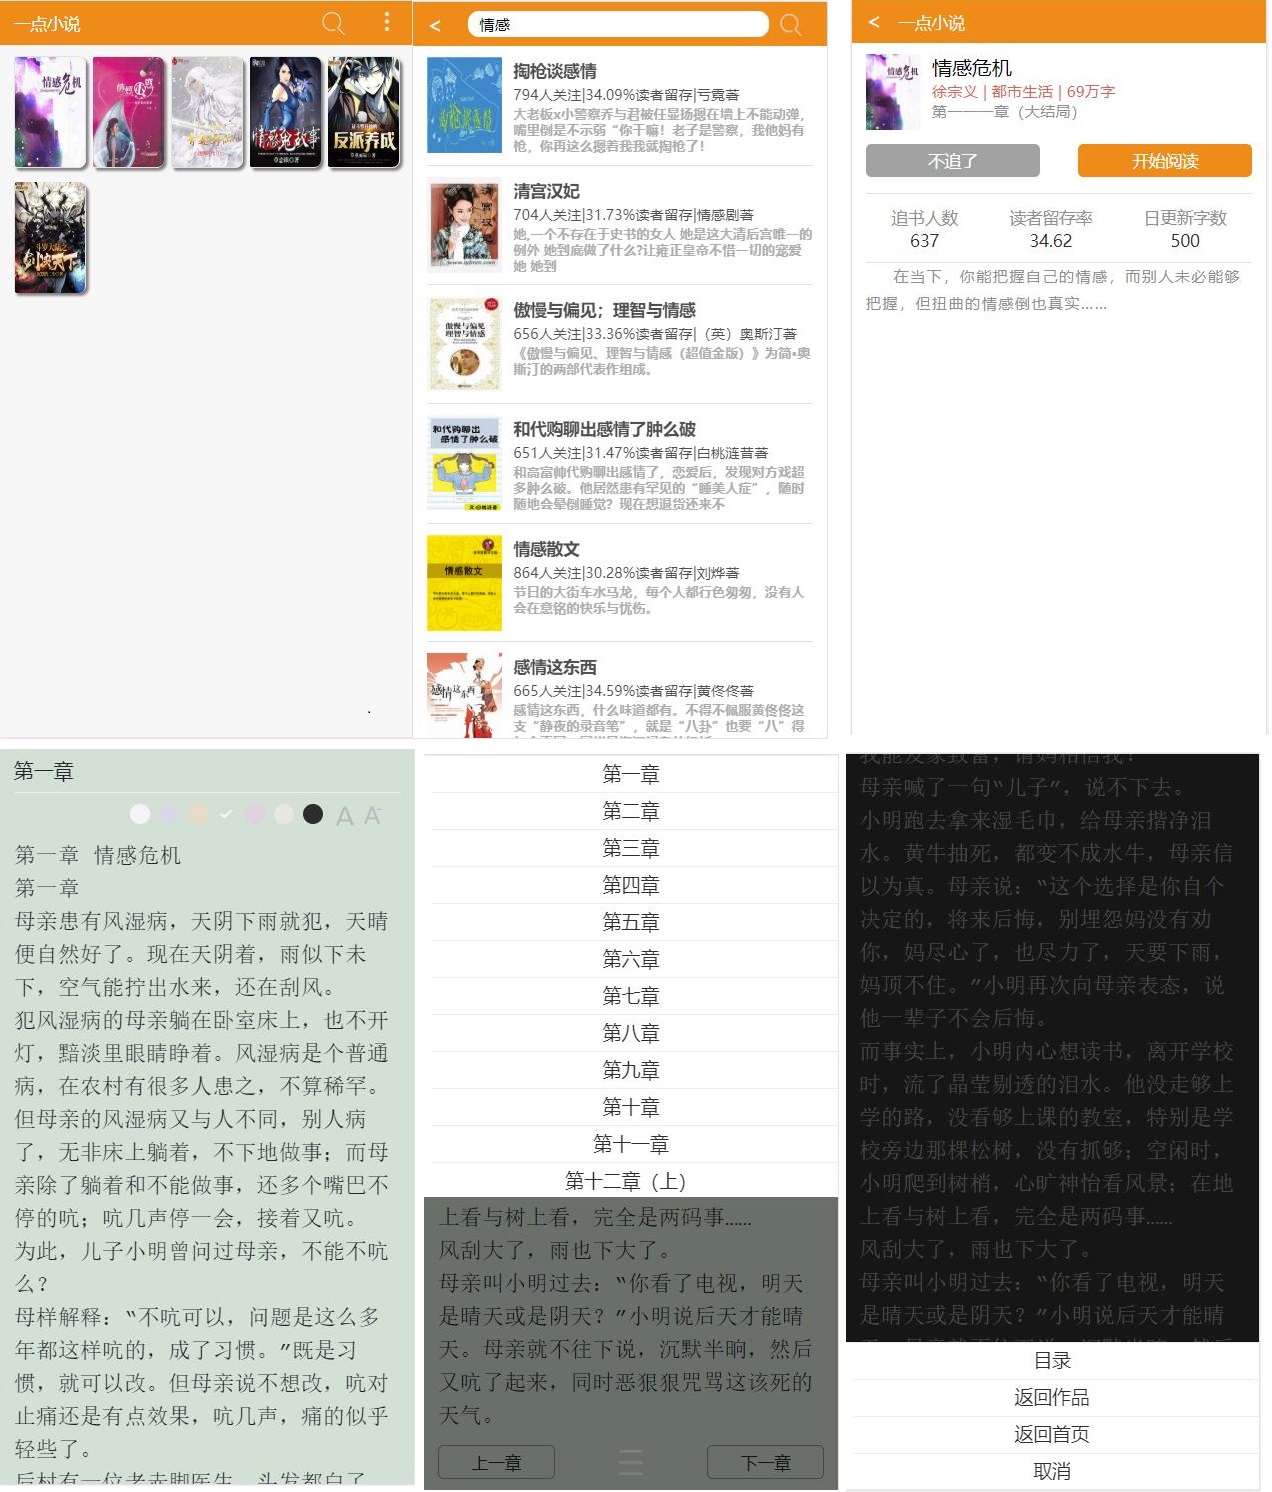 一点小说
情感危机
情感鬼故事
反派养成
斗罗大陆之
剑决天下
<
情感
掏枪谈感情
794人关注|34.09%读者留存|亏霓著
大老板x小警察乔与君被任显扬摁在墙上不能动弹，
嘴里倒是不示弱“你干嘛！老子是警察，我他妈有
枪，你再这么摁着我我就掏枪了！
清宫汉妃
704人关注|31.73%读者留存|情感剧著
她,一个不存在于史书的女人 她是这大清后宫唯一的
例外 她到底做了什么?让雍正皇帝不惜一切的宠爱
她 她到
傲慢与偏见；理智与情感
656人关注|33.36%读者留存|（英）奥斯汀著
《傲慢与偏见、理智与情感（超值金版）》为简·奥
斯汀的两部代表作组成。
和代购聊出感情了肿么破
651人关注|31.47%读者留存|白桃涟昔著
和高富帅代购聊出感情了，恋爱后，发现对方戏超
多肿么破。他居然患有罕见的“睡美人症”，随时
随地会晕倒睡觉？现在想退货还来不
情感散文
864人关注|30.28%读者留存|刘烨著
节日的大街车水马龙，每个人都行色匆匆，没有人
会在意铭的快乐与忧伤。
感情这东西
665人关注|34.59%读者留存|黄佟佟著
感情这东西，什么味道都有。不得不佩服黄佟佟这
支“静夜的录音笔”，就是“八卦”也要“八”得
< 一点小说
情感危机
徐宗义 | 都市生活 | 69万字
第一一一章（大结局）
不追了 开始阅读
追书人数 读者留存率 日更新字数
637 34.62 500
在当下，你能把握自己的情感，而别人未必能够
把握，但扭曲的情感倒也真实……
第一章
A A-
第一章 情感危机
第一章
母亲患有风湿病，天阴下雨就犯，天晴
便自然好了。现在天阴着，雨似下未
下，空气能拧出水来，还在刮风。
犯风湿病的母亲躺在卧室床上，也不开
灯，黯淡里眼睛睁着。风湿病是个普通
病，在农村有很多人患之，不算稀罕。
但母亲的风湿病又与人不同，别人病
了，无非床上躺着，不下地做事；而母
亲除了躺着和不能做事，还多个嘴巴不
停的吭；吭几声停一会，接着又吭。
为此，儿子小明曾问过母亲，不能不吭
么？
母样解释：“不吭可以，问题是这么多
年都这样吭的，成了习惯。”既是习
惯，就可以改。但母亲说不想改，吭对
止痛还是有点效果，吭几声，痛的似乎
轻些了。
后村有一位老赤脚医生，头发都白了，
第一章
第二章
第三章
第四章
第五章
第六章
第七章
第八章
第九章
第十章
第十一章
第十二章（上）
上看与树上看，完全是两码事……
风刮大了，雨也下大了。
母亲叫小明过去：“你看了电视，明天
是晴天或是阴天？”小明说后天才能晴
天。母亲就不往下说，沉默半晌，然后
又吭了起来，同时恶狠狠咒骂这该死的
天气。
上一章 下一章
我能发家致富，请妈相信我！
母亲喊了一句“儿子”，说不下去。
小明跑去拿来湿毛巾，给母亲揩净泪
水。黄牛抽死，都变不成水牛，母亲信
以为真。母亲说：“这个选择是你自个
决定的，将来后悔，别埋怨妈没有劝
你，妈尽心了，也尽力了，天要下雨，
妈顶不住。”小明再次向母亲表态，说
他一辈子不会后悔。
而事实上，小明内心想读书，离开学校
时，流了晶莹剔透的泪水。他没走够上
学的路，没看够上课的教室，特别是学
校旁边那棵松树，没有抓够；空闲时，
小明爬到树梢，心旷神怡看风景；在地
上看与树上看，完全是两码事……
风刮大了，雨也下大了。
母亲叫小明过去：“你看了电视，明天
是晴天或是阴天？”小明说后天才能晴
天。母亲就不往下说，沉默半晌，然后
目录
返回作品
返回首页
取消